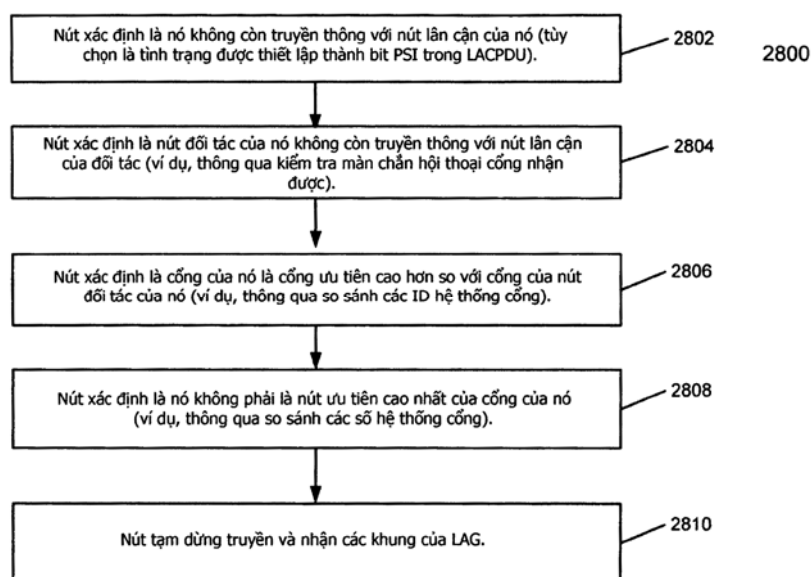 Nút xác định là nó không còn truyền thông với nút lân cận của nó (tùy
chọn là tình trạng được thiết lập thành bit PSI trong LACPDU).
2802
2800
Nút xác định là nút đối tác của nó không còn truyền thông với nút lân cận
của đối tác (ví dụ, thông qua kiểm tra màn chắn hội thoại cổng nhận
được).
2804
Nút xác định là cổng của nó là cổng ưu tiên cao hơn so với cổng của nút
đối tác của nó (ví dụ, thông qua so sánh các ID hệ thống cổng).
2806
Nút xác định là nó không phải là nút ưu tiên cao nhất của cổng của nó
(ví dụ, thông qua so sánh các số hệ thống cổng).
2808
Nút tạm dừng truyền và nhận các khung của LAG.
2810